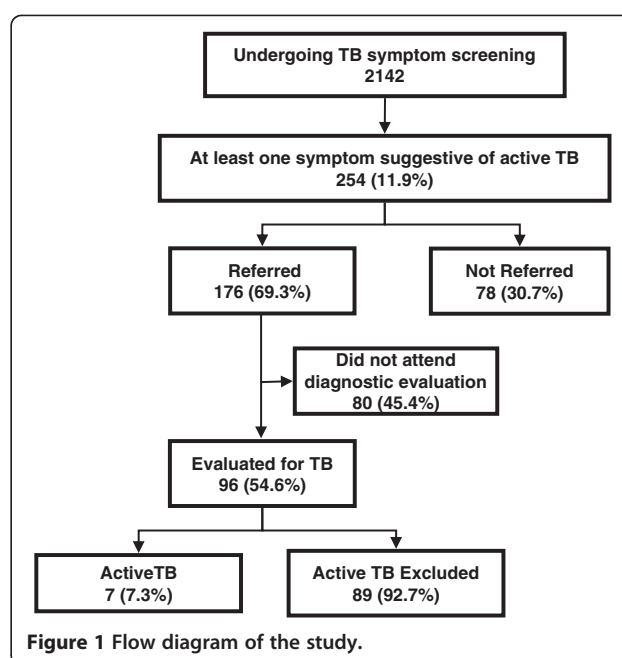 Undergoing TB symptom screening
2142
At least one symptom suggestive of active TB
254 (11.9%)
Referred
176 (69.3%)
Not Referred
78 (30.7%)
Did not attend
diagnostic evaluation
80 (45.4%)
Evaluated for TB
96 (54.6%)
ActiveTB
7 (7.3%)
Active TB Excluded
89 (92.7%)
Figure 1 Flow diagram of the study.